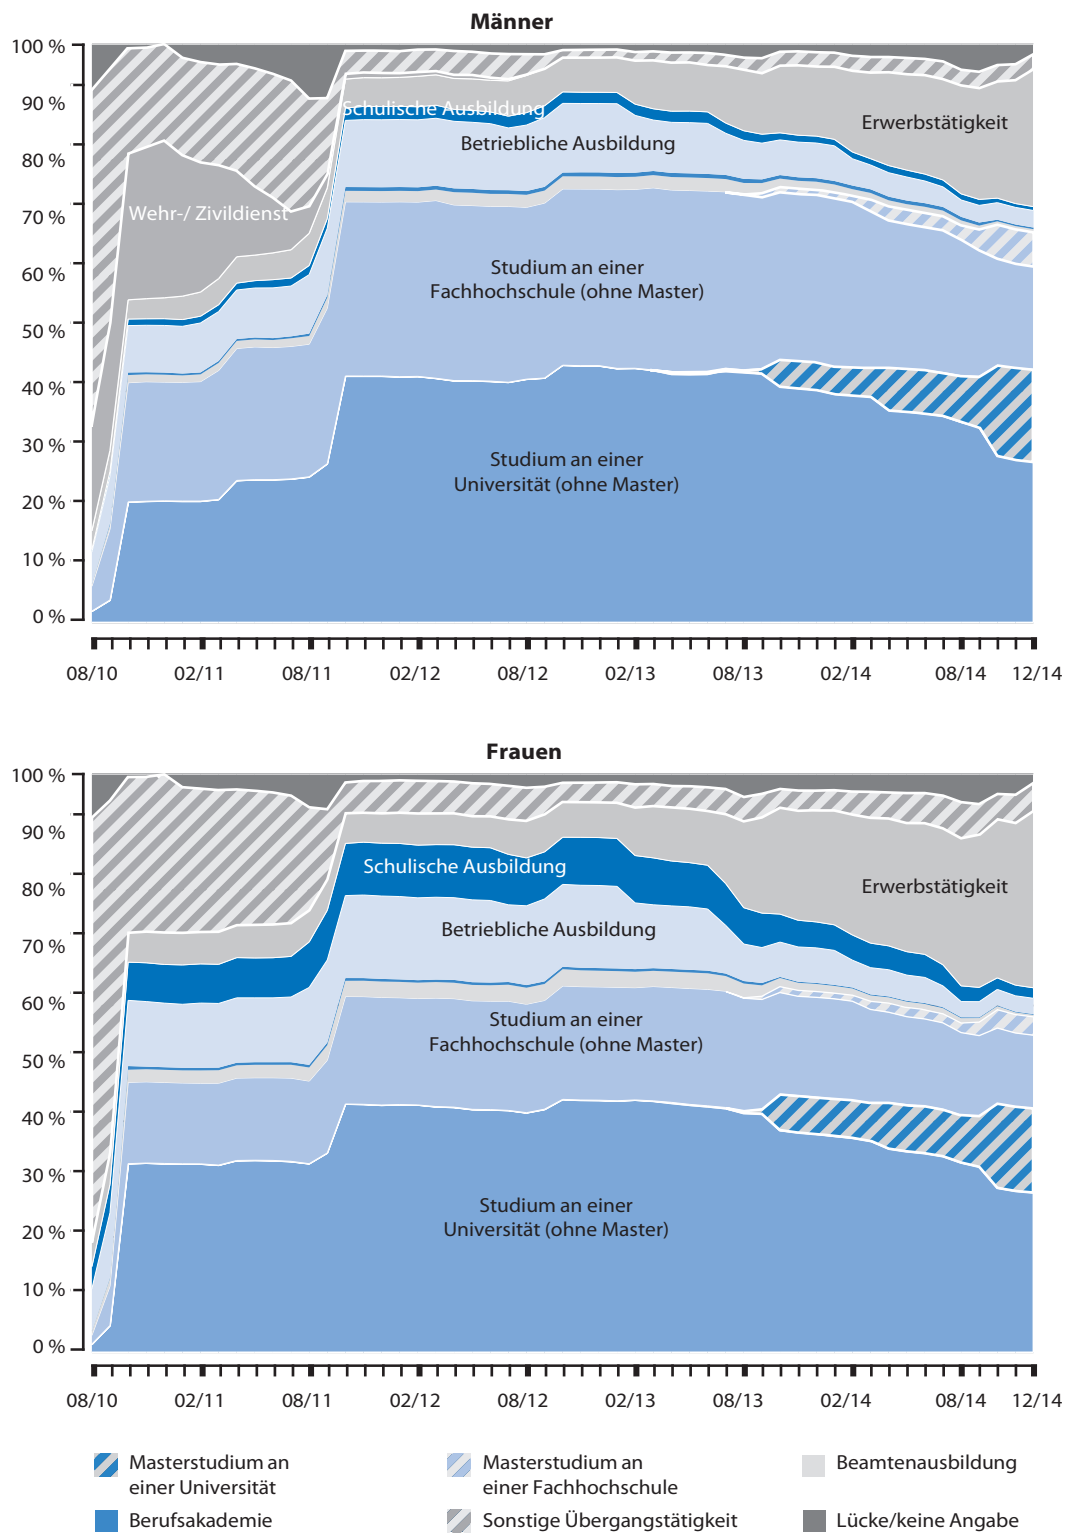 Männer
100 %
90 %
80 %
70 %
60 %
50 %
40 %
30 %
20 %
10 %
0 %
Schulische Ausbildung
Betriebliche Ausbildung
Erwerbstätigkeit
Wehr-/ Zivildienst
Studium an einer
Fachhochschule (ohne Master)
Studium an einer
Universität (ohne Master)
08/10 02/11 08/11 02/12 08/12 02/13 08/13 02/14 08/14 12/14
Frauen
100 %
90 %
80 %
70 %
60 %
50 %
40 %
30 %
20 %
10 %
0 %
Schulische Ausbildung
Erwerbstätigkeit
Betriebliche Ausbildung
Studium an einer
Fachhochschule (ohne Master)
Studium an einer
Universität (ohne Master)
08/10 02/11 08/11 02/12 08/12 02/13 08/13 02/14 08/14 12/14
Masterstudium an
einer Universität
Masterstudium an
einer Fachhochschule
Beamtenausbildung
Berufsakademie
Sonstige Übergangstätigkeit
Lücke/keine Angabe